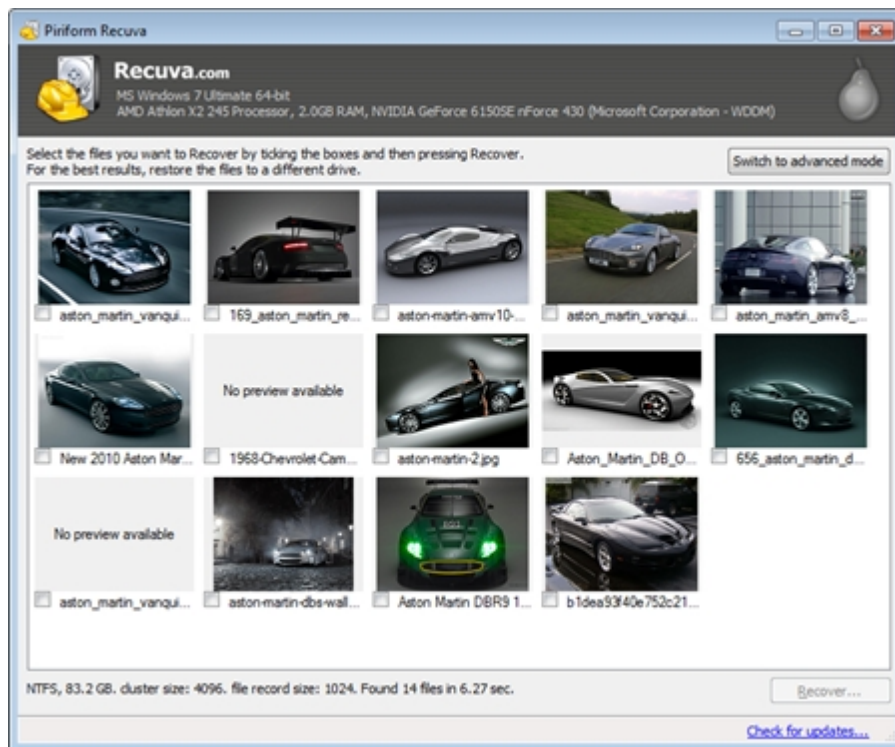 Piriform Recuva
Recuva.com
MS Windows 7 Ultimate 64-bit
AMD Athlon X2 245 Processor, 2.0GB RAM, NVIDIA GeForce 6150SE nForce 430 (Microsoft Corporation - WDDM)
Select the files you want to Recover by ticking the boxes and then pressing Recover.
For the best results, restore the files to a different drive.
Switch to advanced mode
aston_martin_vanqui...
169_aston_martin_re...
aston-martin-amv10-...
aston_martin_vanqui...
aston_martin_amv8_...
No preview available
New 2010 Aston Mar...
1968-Chevrolet-Cam...
aston-martin-2.jpg
Aston_Martin_DB_O...
656_aston_martin_d...
No preview available
aston_martin_vanqui...
aston-martin-dbs-wall...
Aston Martin DBR9 1...
b1dea93f40e752c21...
NTFS, 83.2 GB. cluster size: 4096. file record size: 1024. Found 14 files in 6.27 sec.
Recover...
Check for updates...